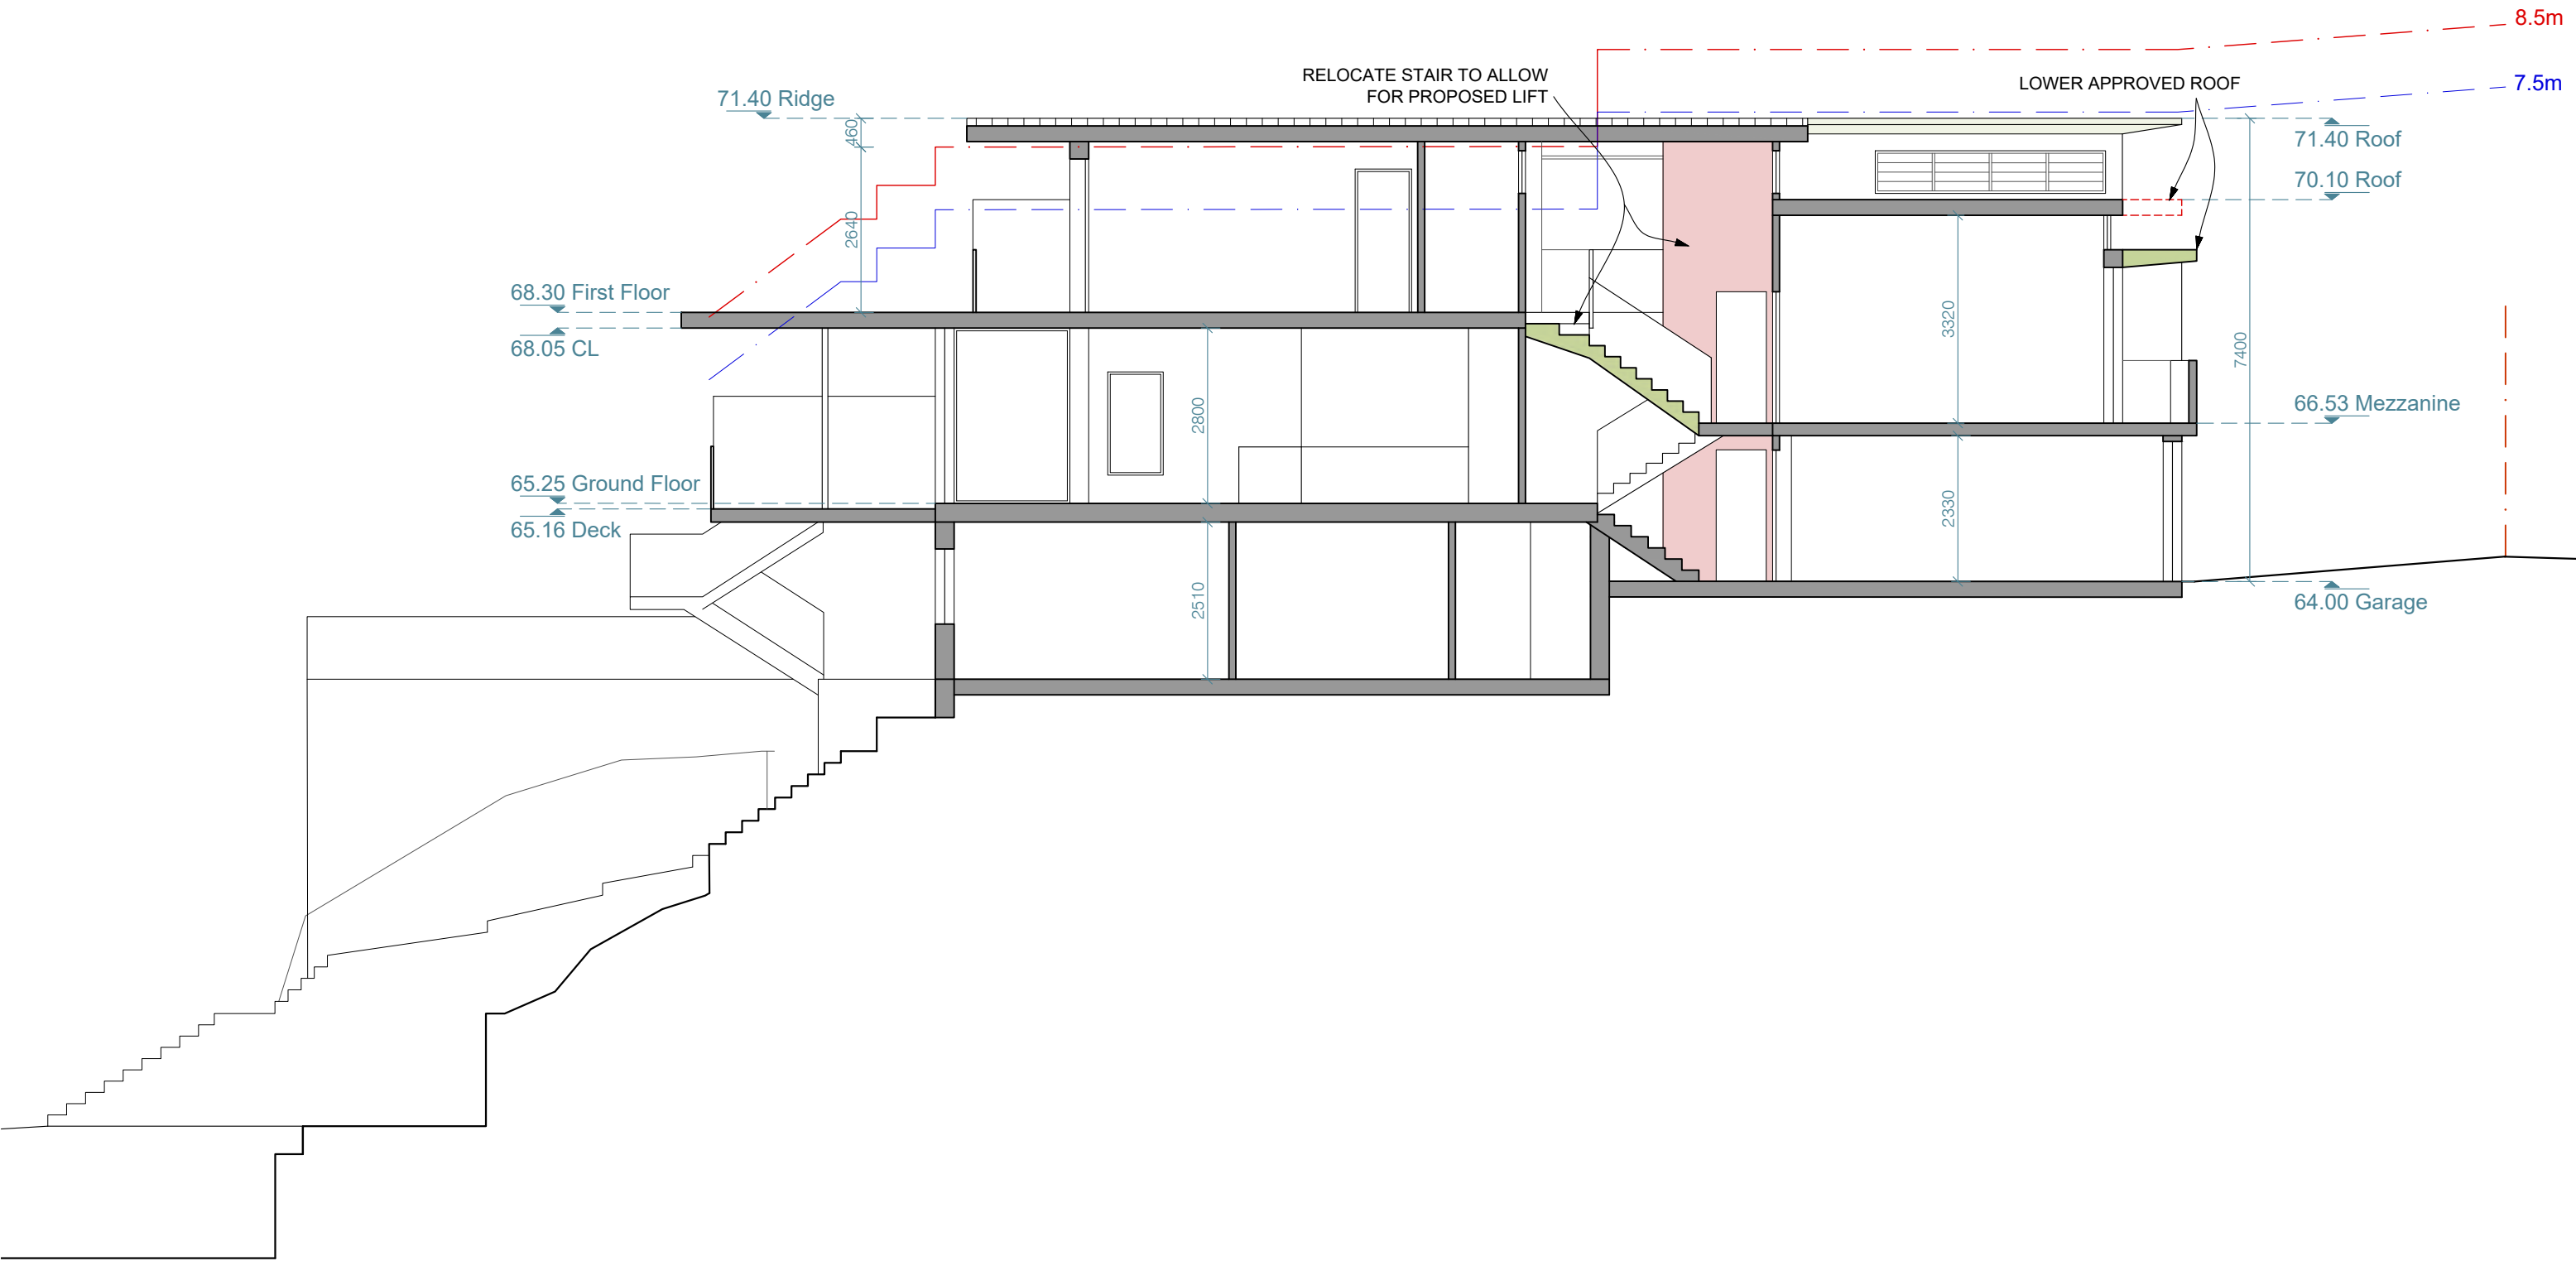 8.5m
RELOCATE STAIR TO ALLOW
FOR PROPOSED LIFT
LOWER APPROVED ROOF
7.5m
71.40 Ridge
460
71.40 Roof
70.10 Roof
2640
68.30 First Floor
68.05 CL
3320
7400
2800
66.53 Mezzanine
65.25 Ground Floor
65.16 Deck
2330
2510
64.00 Garage